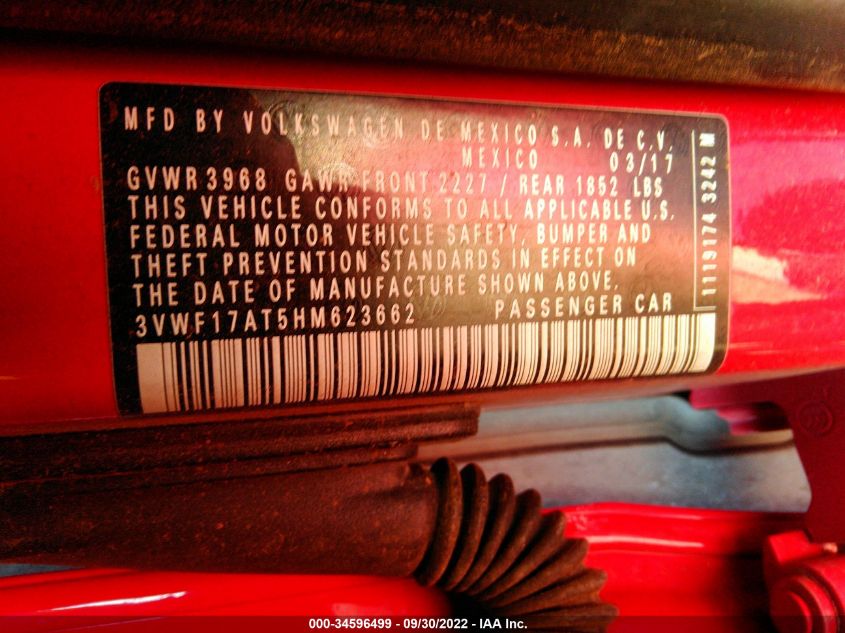 MFD BY VOLKSWAGEN DE MEXICO S.A. DE C.V.
MEXICO 03/17
GVWR 3968 GAWR FRONT 2227 / REAR 1852 LBS
THIS VEHICLE CONFORMS TO ALL APPLICABLE U.S.
FEDERAL MOTOR VEHICLE SAFETY, BUMPER AND
THEFT PREVENTION STANDARDS IN EFFECT ON
THE DATE OF MANUFACTURE SHOWN ABOVE.
3VWF17AT5HM623662 PASSENGER CAR
1119174 3242 M
000-34596499 - 09/30/2022 - IAA Inc.